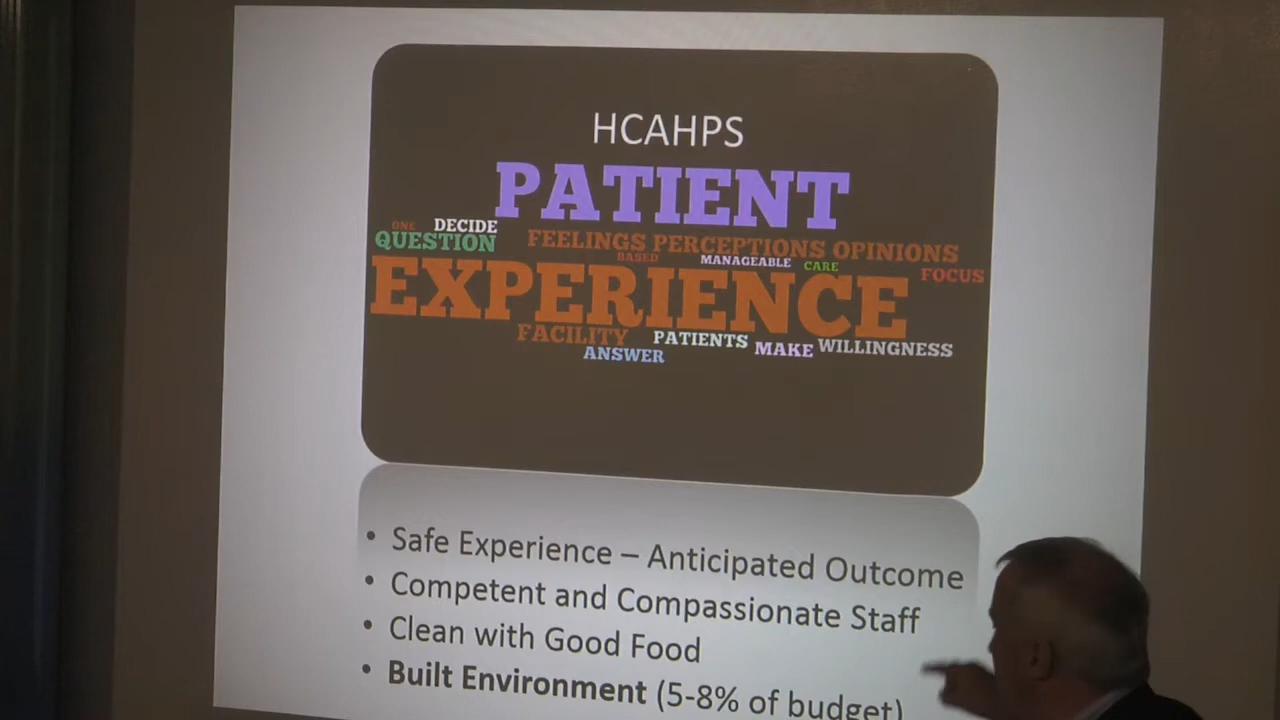 HCAHPS
PATIENT
ONE DECIDE
QUESTION FEELINGS PERCEPTIONS OPINIONS
BASED MANAGEABLE CARE FOCUS
EXPERIENCE
FACILITY PATIENTS MAKE WILLINGNESS
ANSWER
• Safe Experience – Anticipated Outcome
• Competent and Compassionate Staff
• Clean with Good Food
• Built Environment (5-8% of budget)